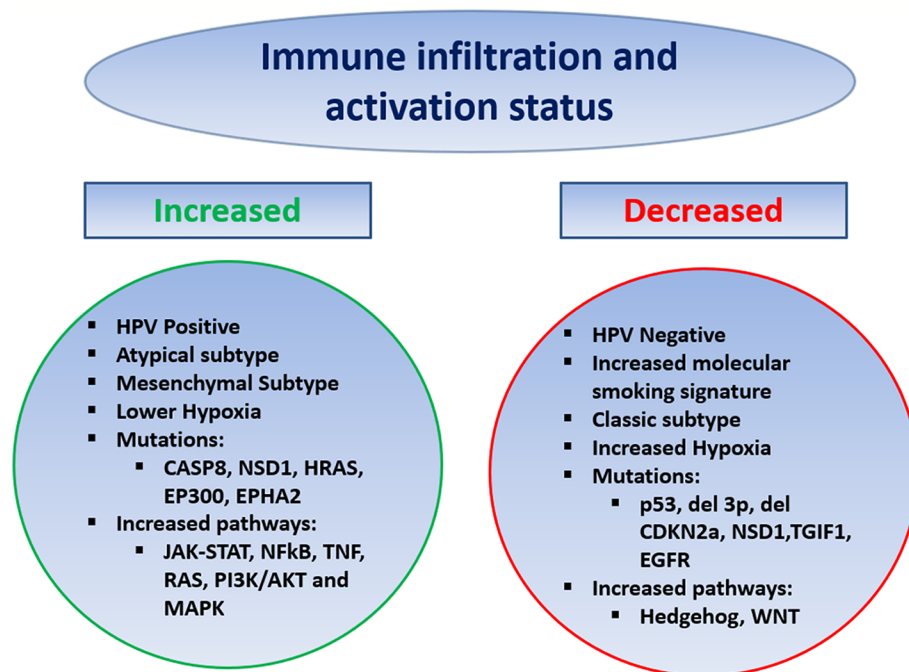 Immune infiltration and
activation status
Increased
Decreased
▪ HPV Positive
▪ Atypical subtype
▪ Mesenchymal Subtype
▪ Lower Hypoxia
▪ Mutations:
▪ CASP8, NSD1, HRAS,
EP300, EPHA2
▪ Increased pathways:
▪ JAK-STAT, NFkB, TNF,
RAS, PI3K/AKT and
MAPK
▪ HPV Negative
▪ Increased molecular
smoking signature
▪ Classic subtype
▪ Increased Hypoxia
▪ Mutations:
▪ p53, del 3p, del
CDKN2a, NSD1,TGIF1,
EGFR
▪ Increased pathways:
▪ Hedgehog, WNT